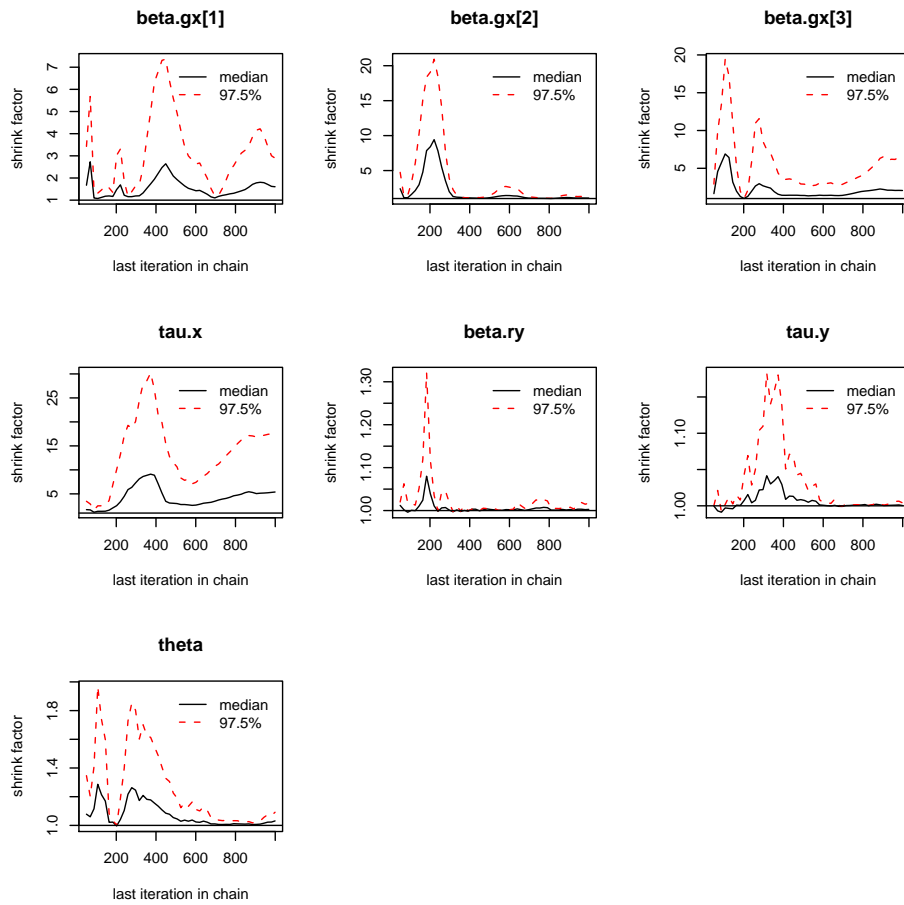 beta.gx[1]
shrink factor
7
6
5
4
3
2
1
median
97.5%
200 400 600 800
last iteration in chain
beta.gx[2]
shrink factor
20
15
10
5
median
97.5%
200 400 600 800
last iteration in chain
beta.gx[3]
shrink factor
20
15
10
5
median
97.5%
200 400 600 800
last iteration in chain
tau.x
shrink factor
25
15
5
median
97.5%
200 400 600 800
last iteration in chain
beta.ry
shrink factor
1.30
1.20
1.10
1.00
median
97.5%
200 400 600 800
last iteration in chain
tau.y
shrink factor
1.10
1.00
median
97.5%
200 400 600 800
last iteration in chain
theta
shrink factor
1.8
1.4
1.0
median
97.5%
200 400 600 800
last iteration in chain